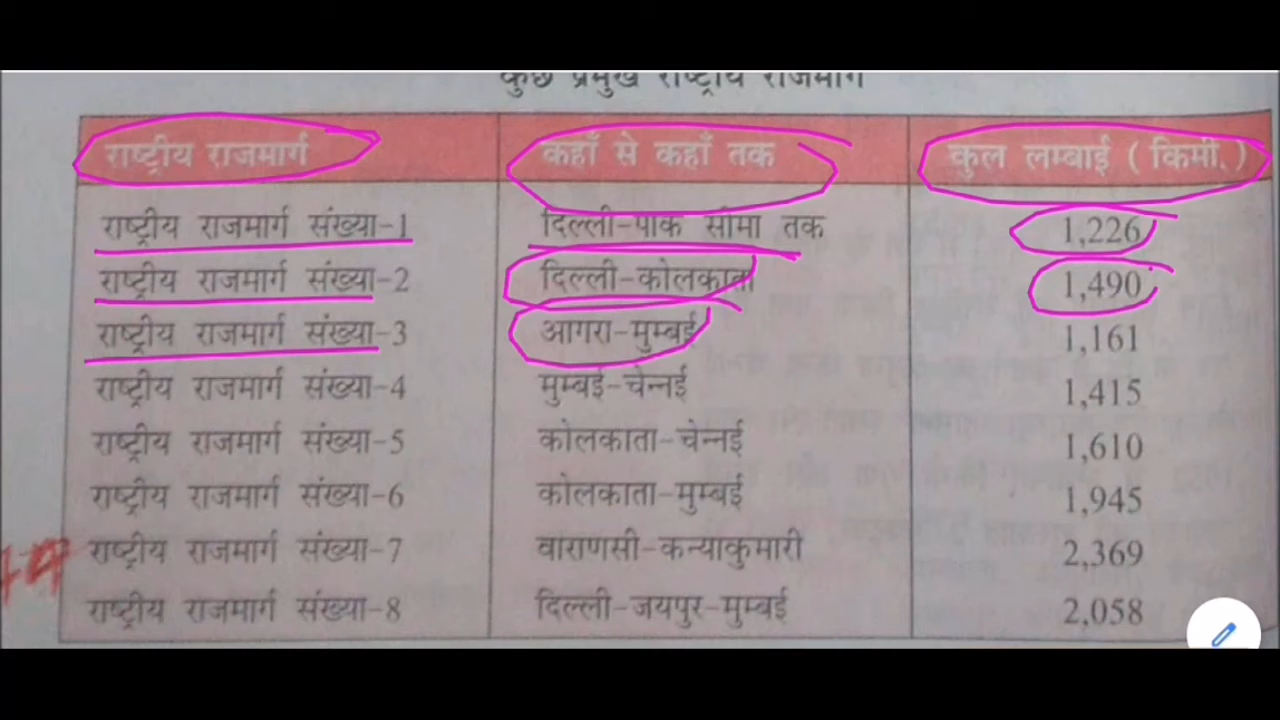 कुछ प्रमुख राष्ट्रीय राजमार्ग
राष्ट्रीय राजमार्ग कहाँ से कहाँ तक कुल लम्बाई (किमी.)
राष्ट्रीय राजमार्ग संख्या-1 दिल्ली-पाक सीमा तक 1,226
राष्ट्रीय राजमार्ग संख्या-2 दिल्ली-कोलकाता 1,490
राष्ट्रीय राजमार्ग संख्या-3 आगरा-मुम्बई 1,161
राष्ट्रीय राजमार्ग संख्या-4 मुम्बई-चेन्नई 1,415
राष्ट्रीय राजमार्ग संख्या-5 कोलकाता-चेन्नई 1,610
राष्ट्रीय राजमार्ग संख्या-6 कोलकाता-मुम्बई 1,945
राष्ट्रीय राजमार्ग संख्या-7 वाराणसी-कन्याकुमारी 2,369
राष्ट्रीय राजमार्ग संख्या-8 दिल्ली-जयपुर-मुम्बई 2,058